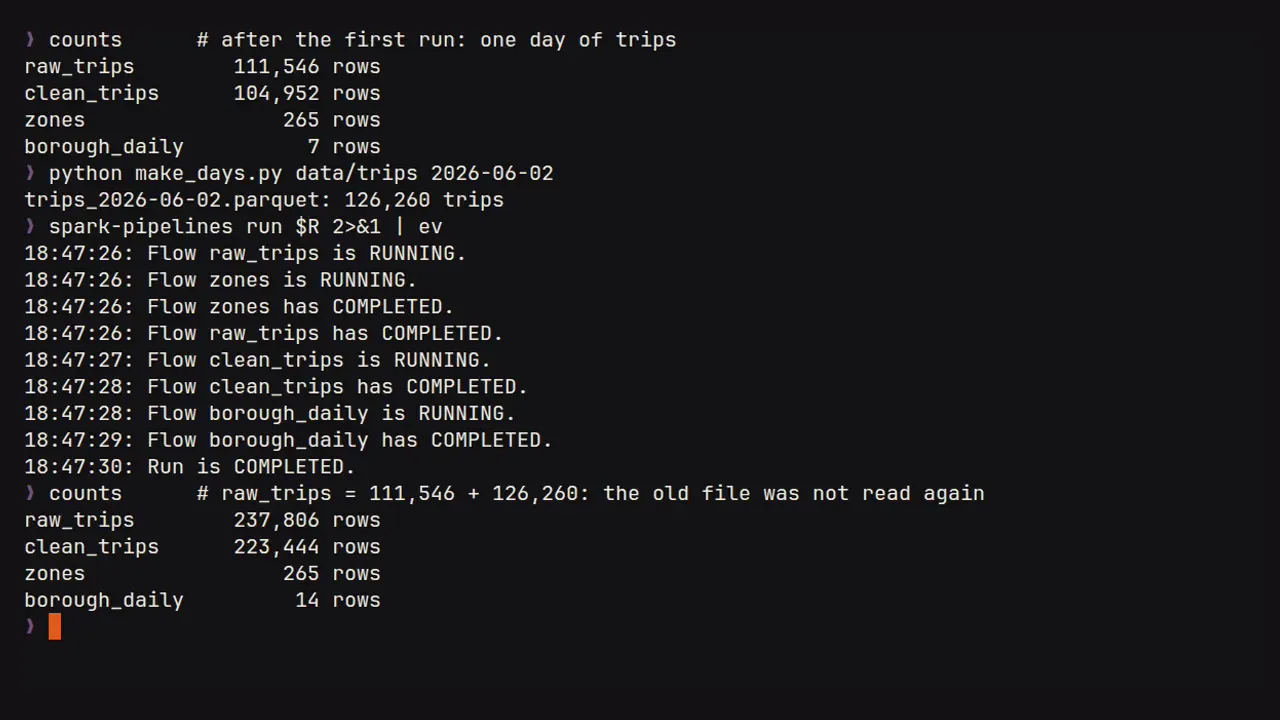 ❱ counts      # after the first run: one day of trips
raw_trips        111,546 rows
clean_trips      104,952 rows
zones                265 rows
borough_daily          7 rows
❱ python make_days.py data/trips 2026-06-02
trips_2026-06-02.parquet: 126,260 trips
❱ spark-pipelines run $R 2>&1 | ev
18:47:26: Flow raw_trips is RUNNING.
18:47:26: Flow zones is RUNNING.
18:47:26: Flow zones has COMPLETED.
18:47:26: Flow raw_trips has COMPLETED.
18:47:27: Flow clean_trips is RUNNING.
18:47:28: Flow clean_trips has COMPLETED.
18:47:28: Flow borough_daily is RUNNING.
18:47:29: Flow borough_daily has COMPLETED.
18:47:30: Run is COMPLETED.
❱ counts      # raw_trips = 111,546 + 126,260: the old file was not read again
raw_trips        237,806 rows
clean_trips      223,444 rows
zones                265 rows
borough_daily         14 rows
❱